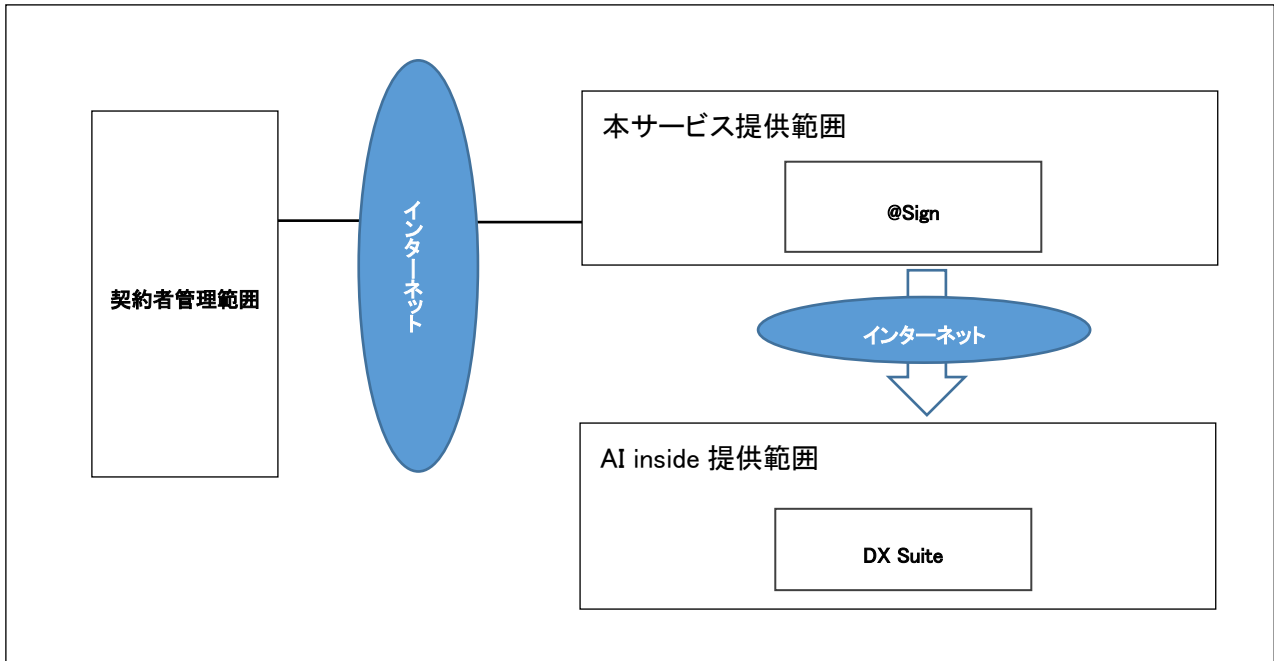 契約者管理範囲
インターネット
本サービス提供範囲
@Sign
インターネット
AI inside 提供範囲
DX Suite